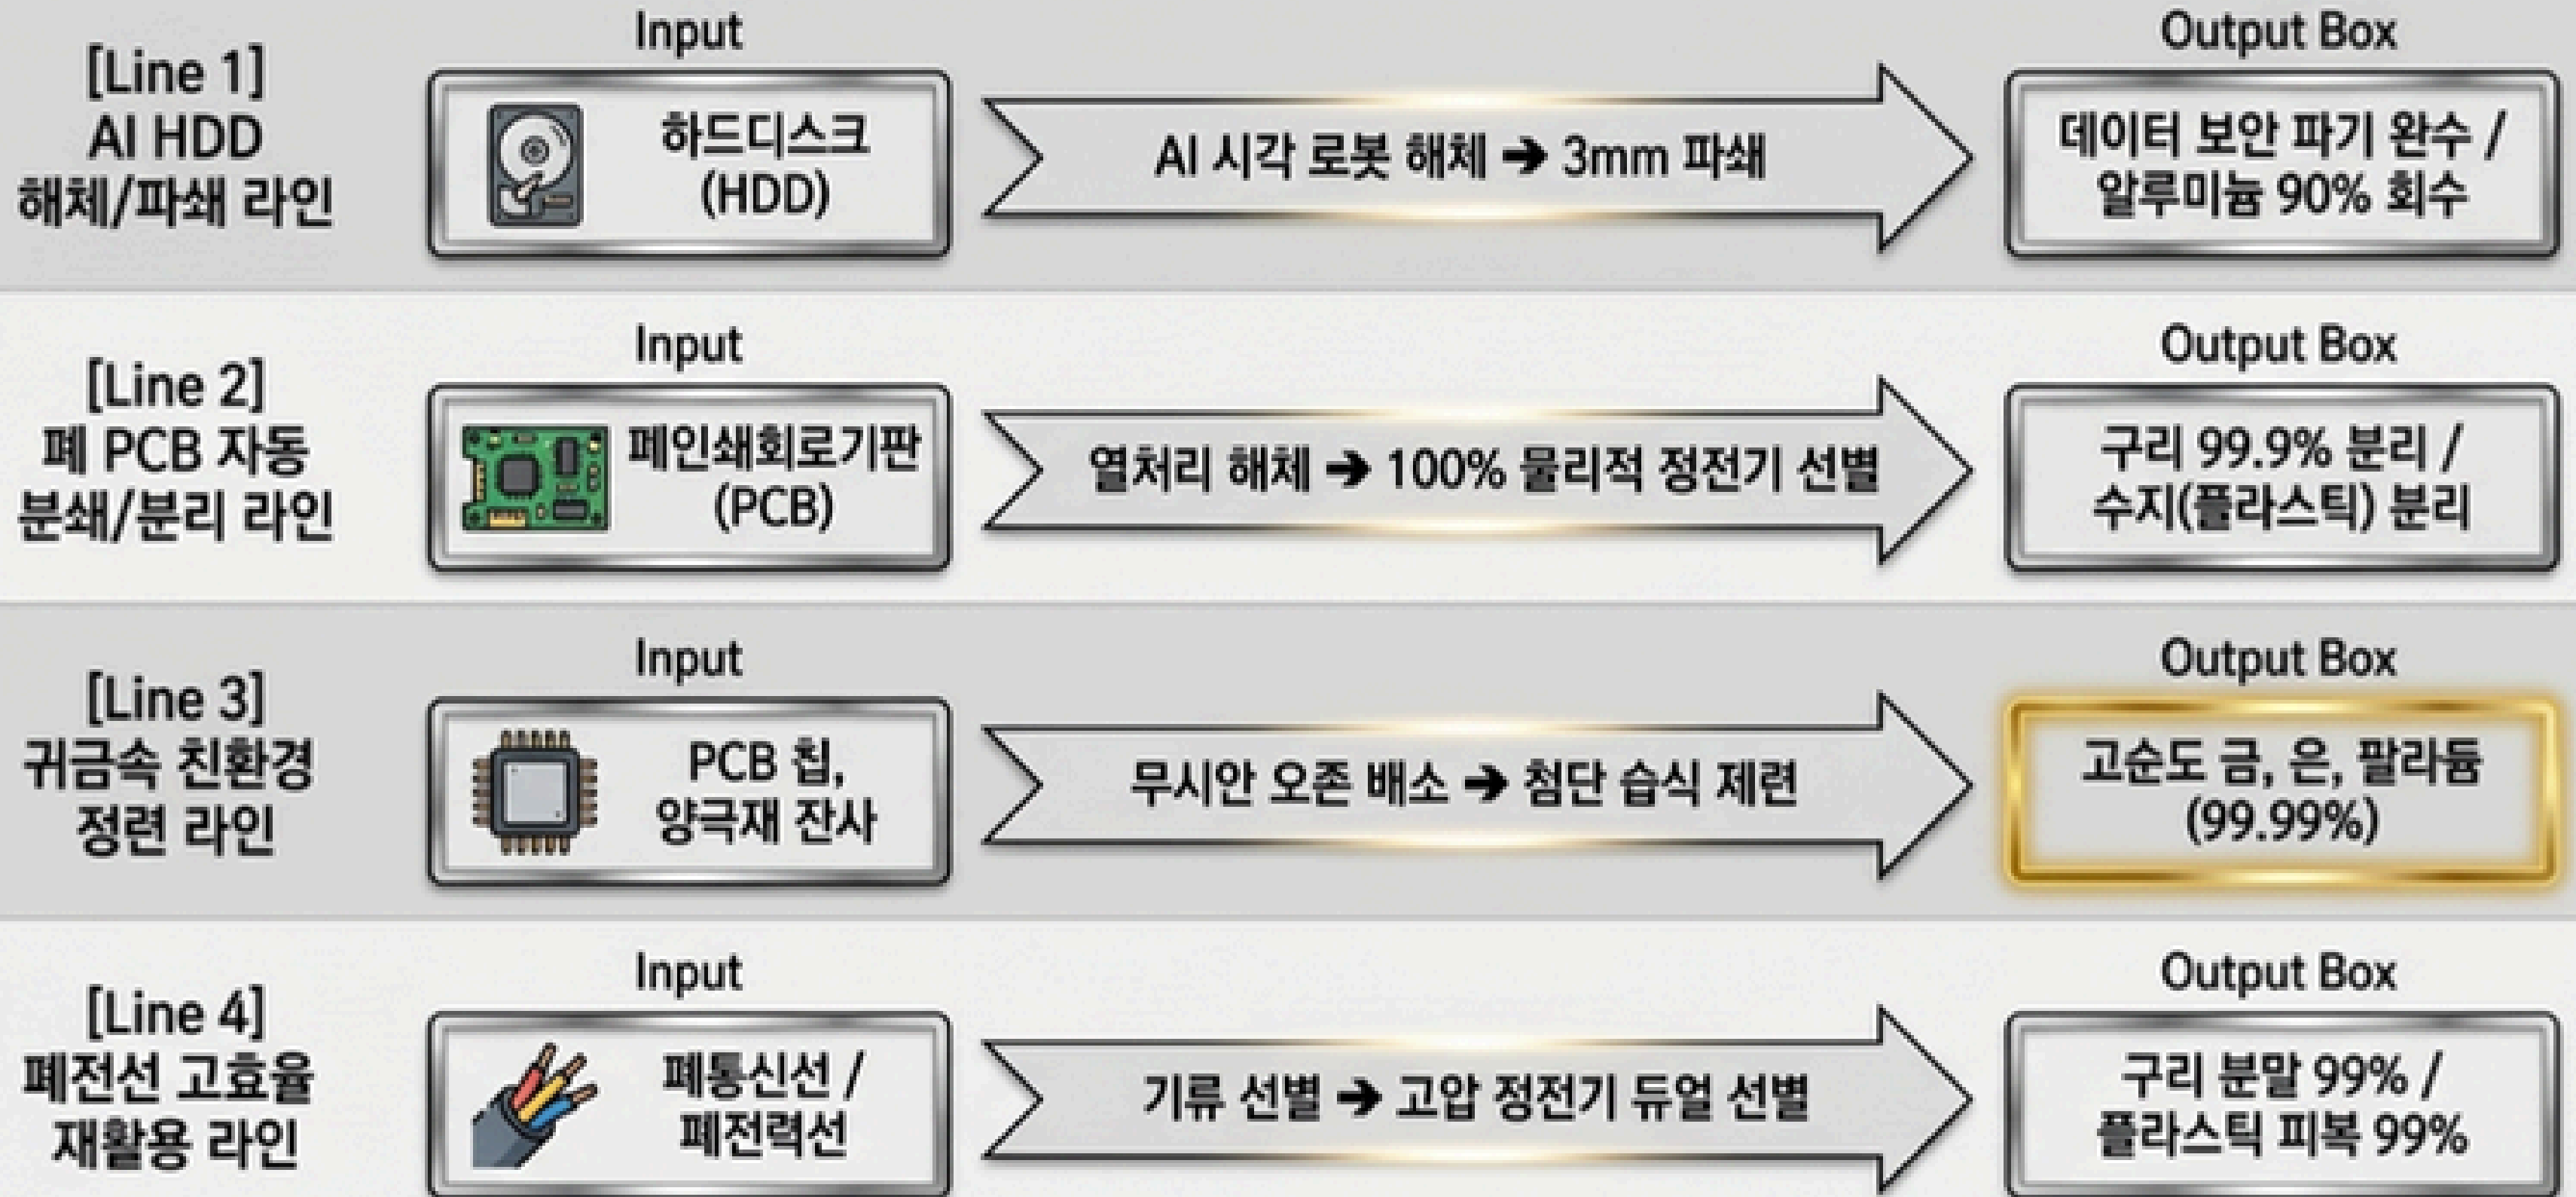 [Line 1]
AI HDD
해체/파쇄 라인
Input
하드디스크
(HDD)
AI 시각 로봇 해체 → 3mm 파쇄
Output Box
데이터 보안 파기 완수 /
알루미늄 90% 회수
[Line 2]
폐 PCB 자동
분쇄/분리 라인
Input
페인쇄회로기판
(PCB)
열처리 해체 → 100% 물리적 정전기 선별
Output Box
구리 99.9% 분리 /
수지(플라스틱) 분리
[Line 3]
귀금속 친환경
정련 라인
Input
PCB 칩,
양극재 잔사
무시안 오존 배소 → 첨단 습식 제련
Output Box
고순도 금, 은, 팔라듐
(99.99%)
[Line 4]
폐전선 고효율
재활용 라인
Input
폐통신선 /
폐전력선
기류 선별 → 고압 정전기 듀얼 선별
Output Box
구리 분말 99% /
플라스틱 피복 99%